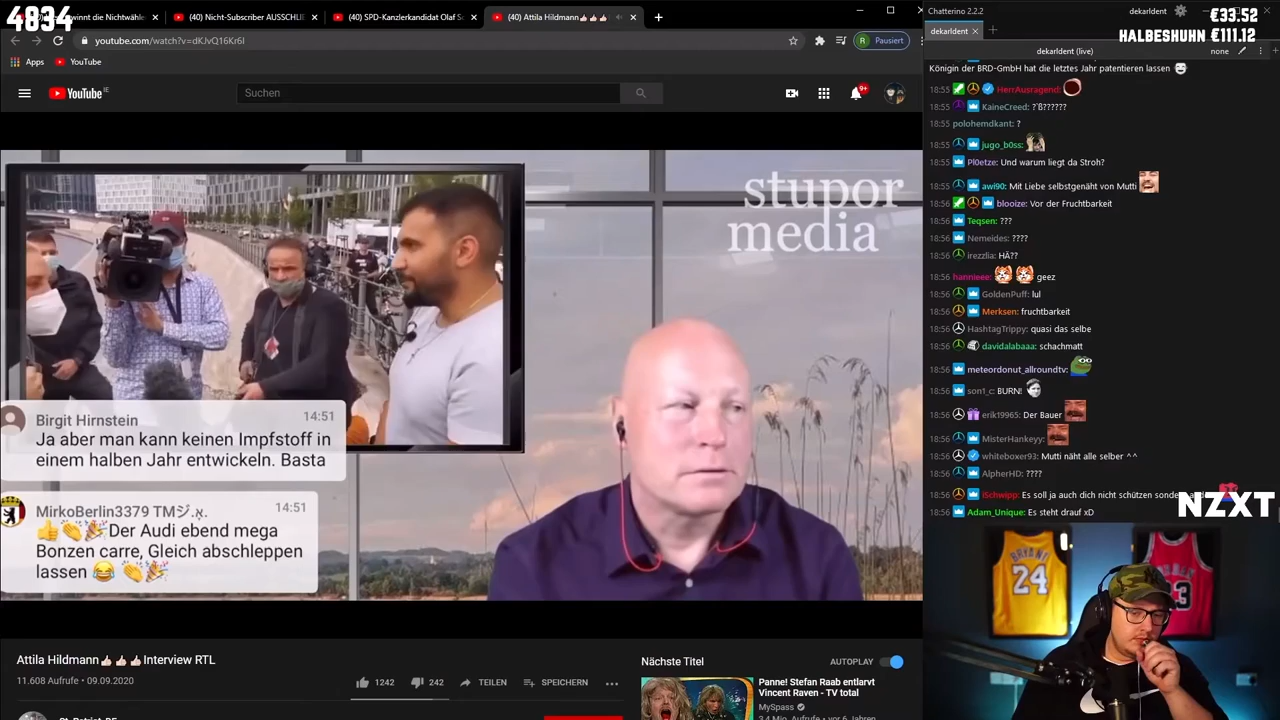 4834
(40) Nicht-Subscriber AUSSCHLIE
(40) SPD-Kanzlerkandidat Olaf S
(40) Attila Hildmann👍🏻👍🏻👍🏻
youtube.com/watch?v=dKJvQ16Kr6I
R Pausiert
Apps YouTube
YouTube IE
Suchen
9+
stupor
media
Birgit Hirnstein 14:51
Ja aber man kann keinen Impfstoff in
einem halben Jahr entwickeln. Basta
MirkoBerlin3379 14:51
👍👏🎉Der Audi ebend mega
Bonzen carre, Gleich abschleppen
lassen 😂 👏🎉
Attila Hildmann👍🏻👍🏻👍🏻Interview RTL
11.608 Aufrufe • 09.09.2020
1242 242 TEILEN SPEICHERN
Nächste Titel AUTOPLAY
Panne! Stefan Raab entlarvt
Vincent Raven - TV total
MySpass
Chatterino 2.2.2 dekarldent
€33.52
dekarldent
HALBESHUHN €111.12
dekarldent (live) none
Königin der BRD-GmbH hat die letztes Jahr patentieren lassen
18:55 HerrAusragend:
18:55 KaineCreed: ?´ß??????
18:55 polohemdkant: ?
18:55 jugo_b0ss:
18:55 Pl0etze: Und warum liegt da Stroh?
18:55 awi90: Mit Liebe selbstgenäht von Mutti
18:56 blooize: Vor der Fruchtbarkeit
18:56 Teqsen: ???
18:56 Nemeides: ????
18:56 irezzlia: HÄ??
18:56 hannieee: geez
18:56 GoldenPuff: lul
18:56 Merksen: fruchtbarkeit
18:56 HashtagTrippy: quasi das selbe
18:56 davidalabaaa: schachmatt
18:56 meteordonut_allroundtv:
18:56 son1_c: BURN!
18:56 erik19965: Der Bauer
18:56 MisterHankeyy:
18:56 whiteboxer93: Mutti näht alle selber ^^
18:56 AlpherHD: ????
18:56 iSchwipp: Es soll ja auch dich nicht schützen
18:56 Adam_Unique: Es steht drauf xD
NZXT
BRYANT
24
23